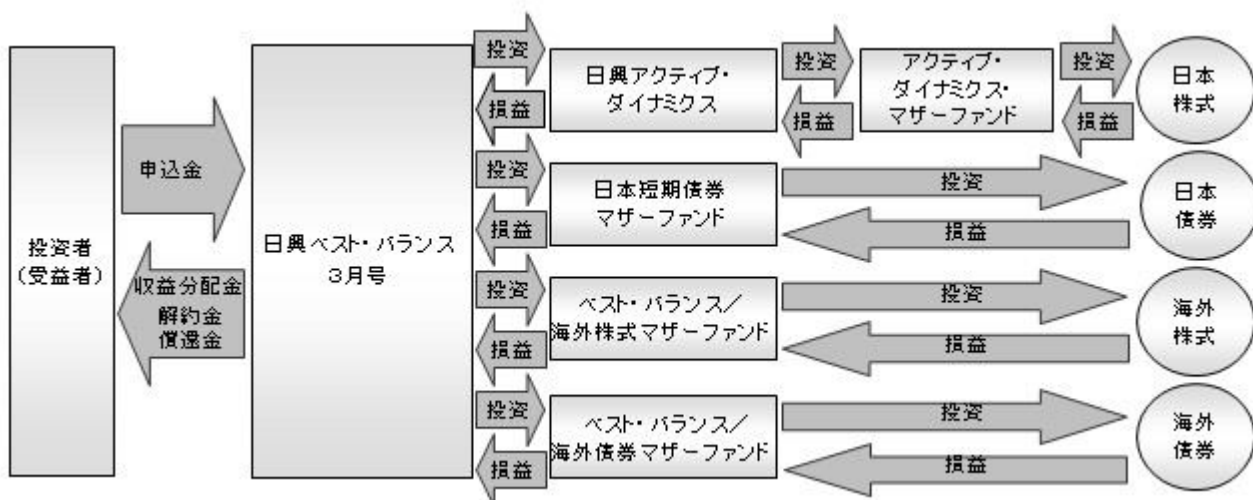 投資者
(受益者)
申込金
収益分配金
解約金
償還金
日興ベスト・バランス
3月号
投資
損益
日興アクティブ・
ダイナミクス
投資
損益
アクティブ・
ダイナミクス・
マザーファンド
投資
損益
日本
株式
投資
損益
日本短期債券
マザーファンド
投資
損益
日本
債券
投資
損益
ベスト・バランス/
海外株式マザーファンド
投資
損益
海外
株式
投資
損益
ベスト・バランス/
海外債券マザーファンド
投資
損益
海外
債券